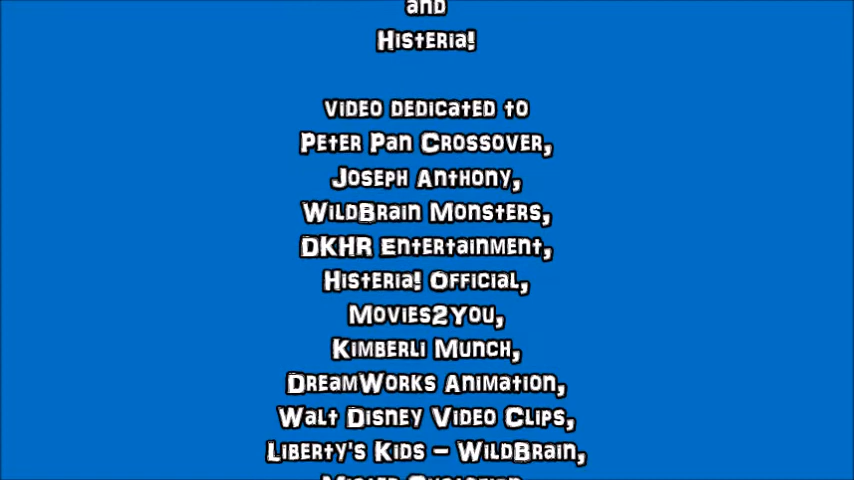 and
Histeria!
video dedicated to
Peter Pan Crossover,
Joseph Anthony,
WildBrain Monsters,
DKHR Entertainment,
Histeria! Official,
Movies2You,
Kimberli Munch,
DreamWorks Animation,
Walt Disney Video Clips,
Liberty's Kids - WildBrain,